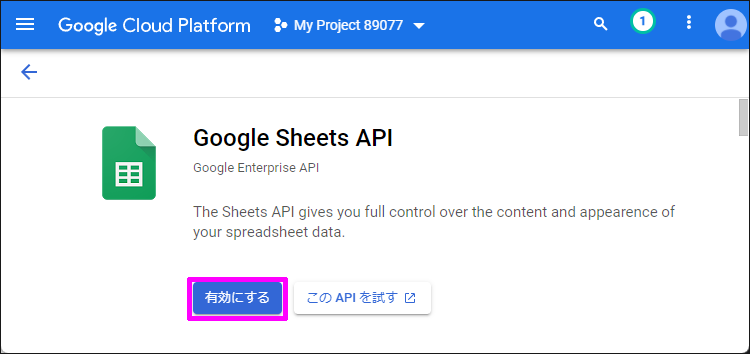 Google Cloud Platform My Project 89077 1
Google Sheets API
Google Enterprise API
The Sheets API gives you full control over the content and appearence of
your spreadsheet data.
有効にする この API を試す